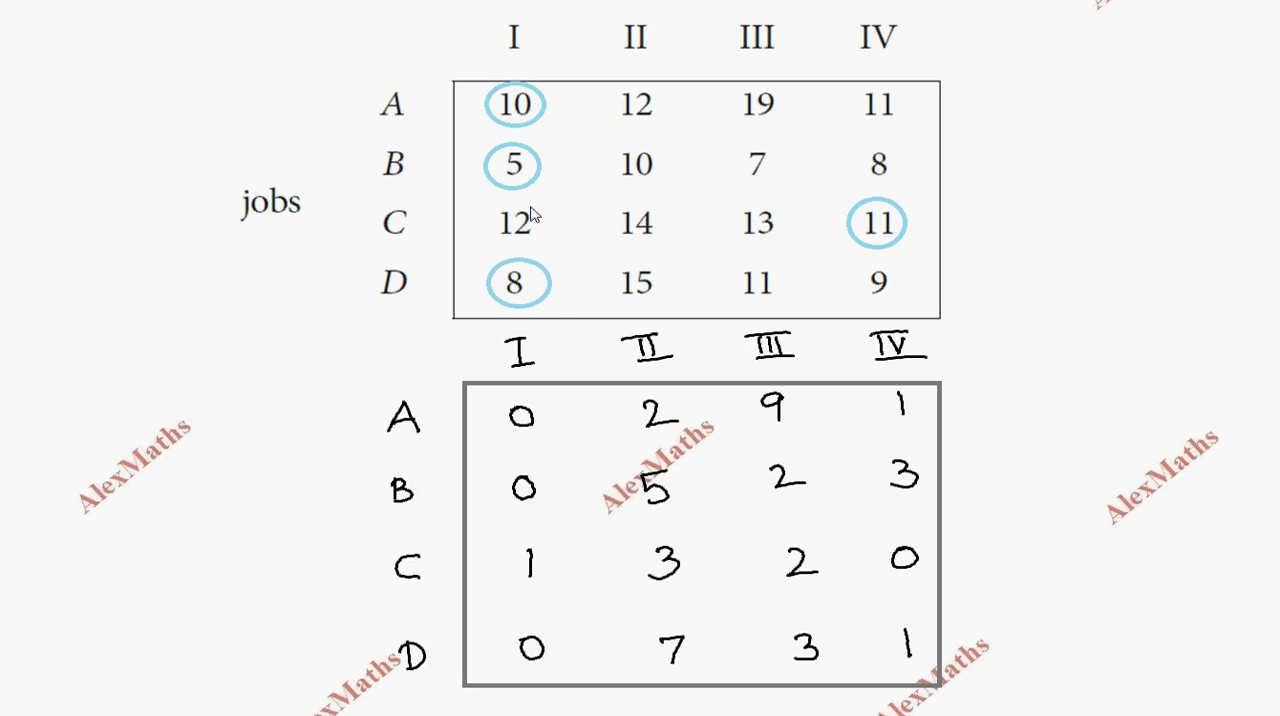 I II III IV
A 10 12 19 11
B 5 10 7 8
jobs
C 12 14 13 11
D 8 15 11 9
I II III IV
A 0 2 9 1
AlexMaths
AlexMaths
AlexMaths
B 0 5 2 3
C 1 3 2 0
D 0 7 3 1
exMaths
AlexMaths